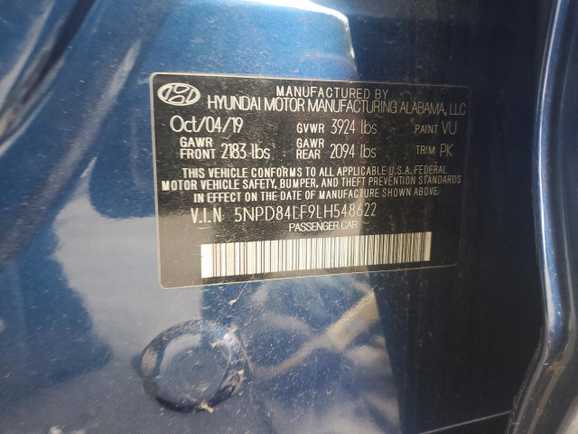 MANUFACTURED BY
HYUNDAI MOTOR MANUFACTURING ALABAMA, LLC
Oct/04/19 GVWR 3924 lbs PAINT VU
GAWR FRONT 2183 lbs GAWR REAR 2094 lbs TRIM PK
THIS VEHICLE CONFORMS TO ALL APPLICABLE U.S.A. FEDERAL
MOTOR VEHICLE SAFETY, BUMPER, AND THEFT PREVENTION STANDARDS
IN EFFECT ON THE DATE OF MANUFACTURE SHOWN ABOVE.
V.I.N 5NPD84LF9LH548622
PASSENGER CAR